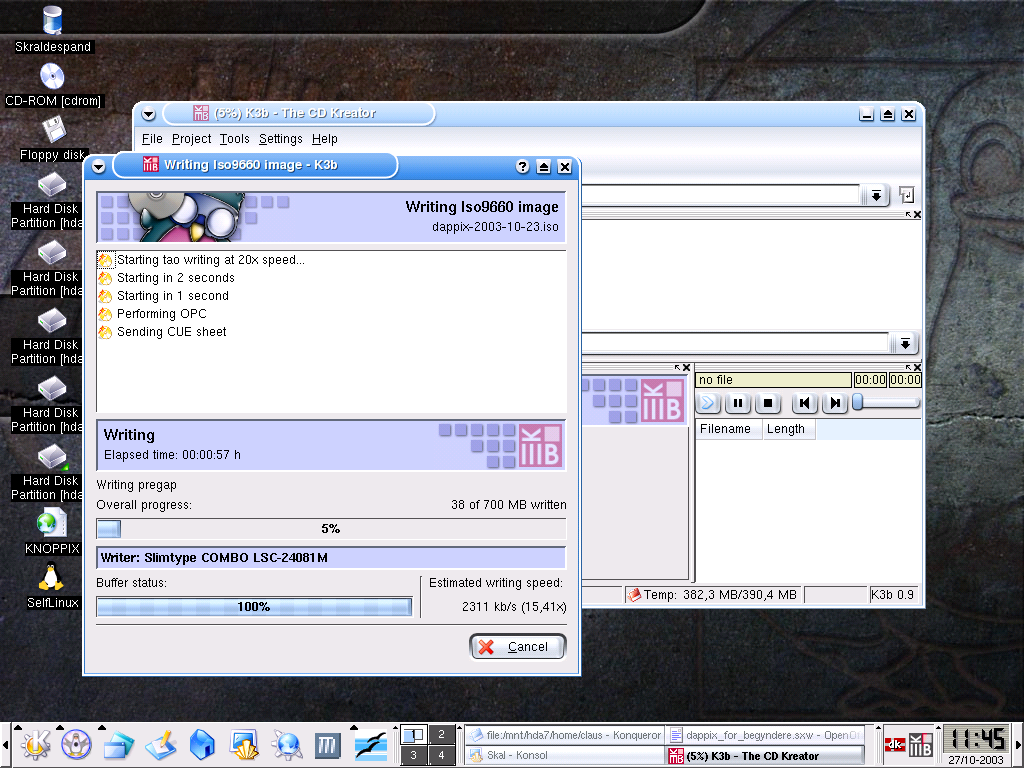 Skraldespand
CD-ROM [cdrom]
Floppy disk
Hard Disk
Partition [hda
Hard Disk
Partition [hda
Hard Disk
Partition [hda
Hard Disk
Partition [hda
Hard Disk
Partition [hda
KNOPPIX
SelfLinux
(5%) K3b - The CD Kreator
File Project Tools Settings Help
Writing Iso9660 image - K3b
Writing Iso9660 image
dappix-2003-10-23.iso
Starting tao writing at 20x speed...
Starting in 2 seconds
Starting in 1 second
Performing OPC
Sending CUE sheet
Writing
Elapsed time: 00:00:57 h
Writing pregap
Overall progress: 38 of 700 MB written
5%
Writer: Slimtype COMBO LSC-24081M
Buffer status: Estimated writing speed:
100% 2311 kb/s (15,41x)
Cancel
no file 00:00 00:00
Filename Length
Temp: 382,3 MB/390,4 MB K3b 0.9
1 2
3 4
file:/mnt/hda7/home/claus - Konqueror
dappix_for_begyndere.sxw - OpenO
Skal - Konsol
(5%) K3b - The CD Kreator
dk
11:45
27/10-2003